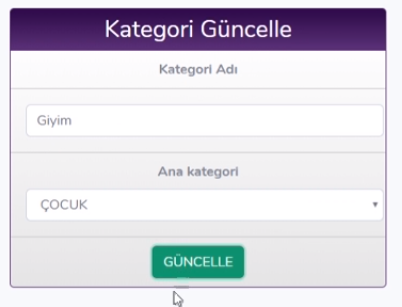 Kategori Güncelle
Kategori Adı
Giyim
Ana kategori
ÇOCUK
GÜNCELLE